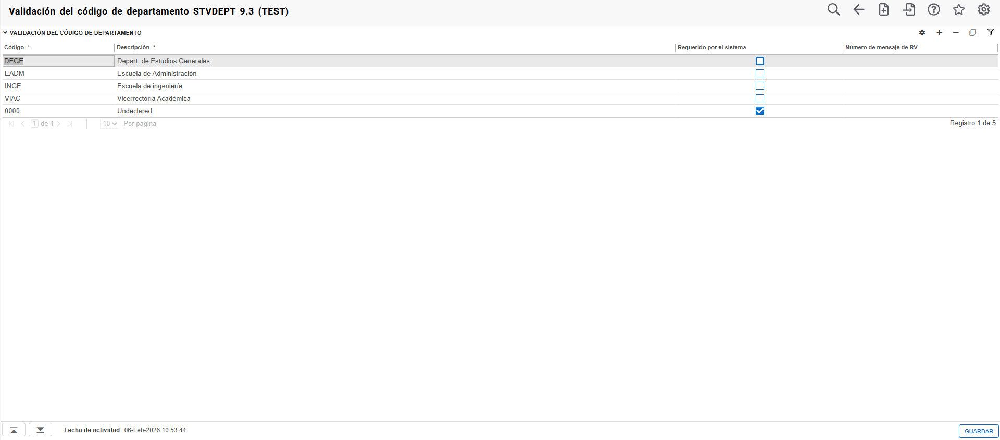 Validación del código de departamento STVDEPT 9.3 (TEST)
VALIDACIÓN DEL CÓDIGO DE DEPARTAMENTO
Código * Descripción * Requerido por el sistema Número de mensaje de RV
DEGE Depart. de Estudios Generales
EADM Escuela de Administración
INGE Escuela de ingeniería
VIAC Vicerrectoría Académica
0000 Undeclared
1 de 1 10 Por página Registro 1 de 5
Fecha de actividad 06-Feb-2026 10:53:44 GUARDAR